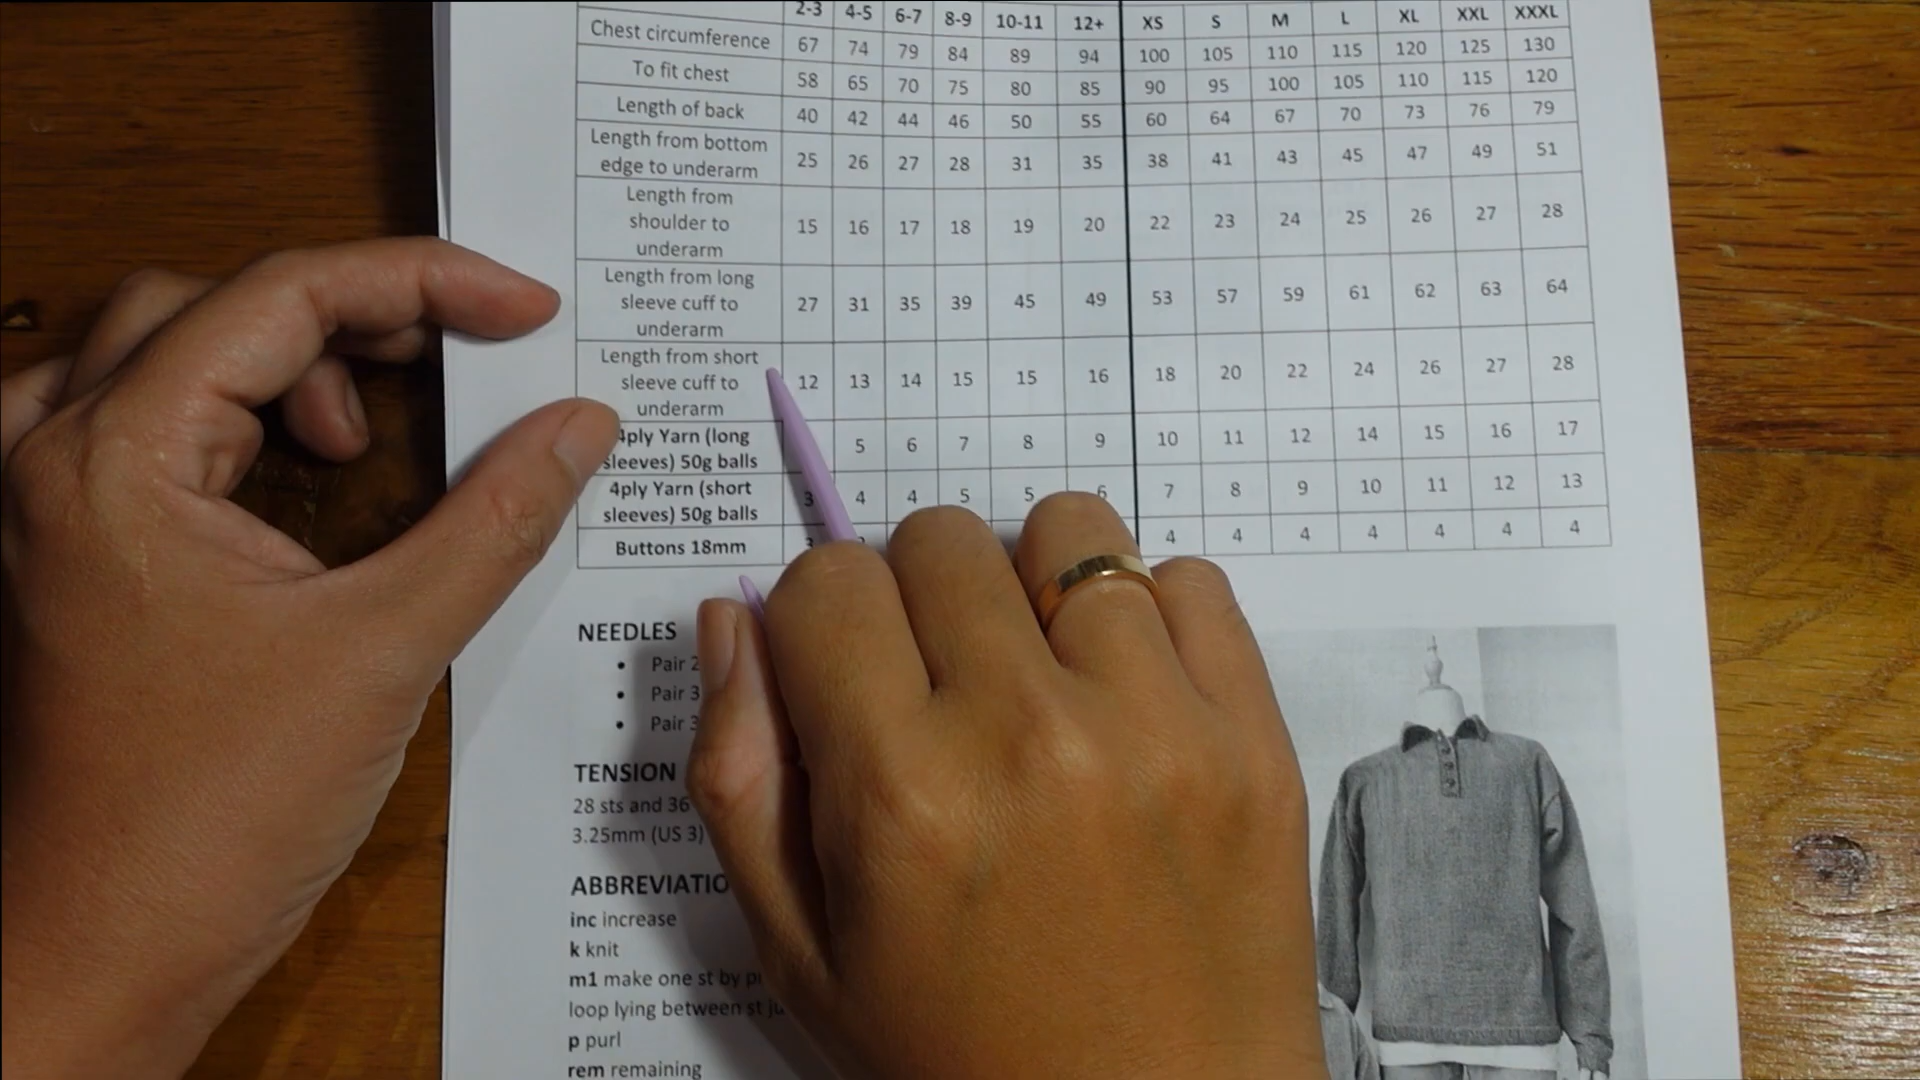 2-3 4-5 6-7 8-9 10-11 12+ XS S M L XL XXL XXXL
Chest circumference 67 74 79 84 89 94 100 105 110 115 120 125 130
To fit chest 58 65 70 75 80 85 90 95 100 105 110 115 120
Length of back 40 42 44 46 50 55 60 64 67 70 73 76 79
Length from bottom
edge to underarm 25 26 27 28 31 35 38 41 43 45 47 49 51
Length from
shoulder to
underarm 15 16 17 18 19 20 22 23 24 25 26 27 28
Length from long
sleeve cuff to
underarm 27 31 35 39 45 49 53 57 59 61 62 63 64
Length from short
sleeve cuff to
underarm 12 13 14 15 15 16 18 20 22 24 26 27 28
4ply Yarn (long
sleeves) 50g balls 5 6 7 8 9 10 11 12 14 15 16 17
4ply Yarn (short
sleeves) 50g balls 3 4 4 5 5 6 7 8 9 10 11 12 13
Buttons 18mm 3 4 4 4 4 4 4 4
NEEDLES
• Pair
• Pair
• Pair
TENSION
28 sts and 36
3.25mm (US 3)
ABBREVIATIO
inc increase
k knit
m1 make one st by
loop lying between st
p purl
rem remaining